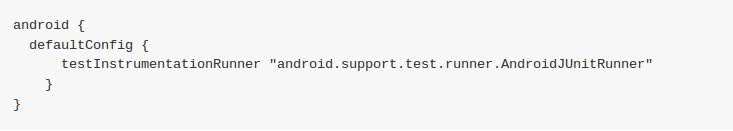 android {
  defaultConfig {
      testInstrumentationRunner "android.support.test.runner.AndroidJUnitRunner"
    }
}